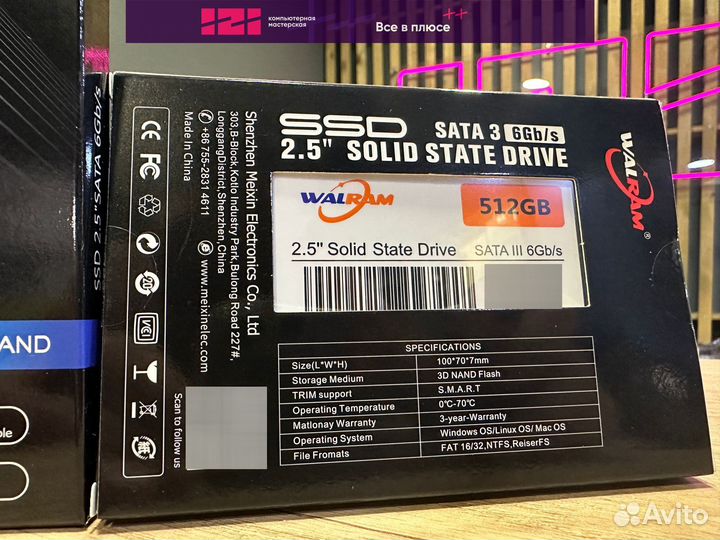 компьютерная
мастерская
Все в плюсе ++
SSD 2.5" SATA 6Gb/s
AND
Made In China
+86 755-2831 4611
www.meixinelec.com
Shenzhen Meixin Electronics Co., Ltd
303,B-Block,Kotlo Industry Park,Bulong Road 227#,
LonggangDistrict,Shenzhen,China
Scan to follow us
CE
FC
20
VCI
SSD SATA 3 6Gb/s
2.5" SOLID STATE DRIVE
WALRAM®
WALRAM 512GB
2.5" Solid State Drive SATA III 6Gb/s
SPECIFICATIONS
Size(L*W*H) 100*70*7mm
Storage Medium 3D NAND Flash
TRIM support S.M.A.R.T
Operating Temperature 0℃-70℃
Matlonay Warranty 3-year-Warranty
Operating System Windows OS/Linux OS/ Mac OS
File Fromats FAT 16/32,NTFS,ReiserFS
Avito